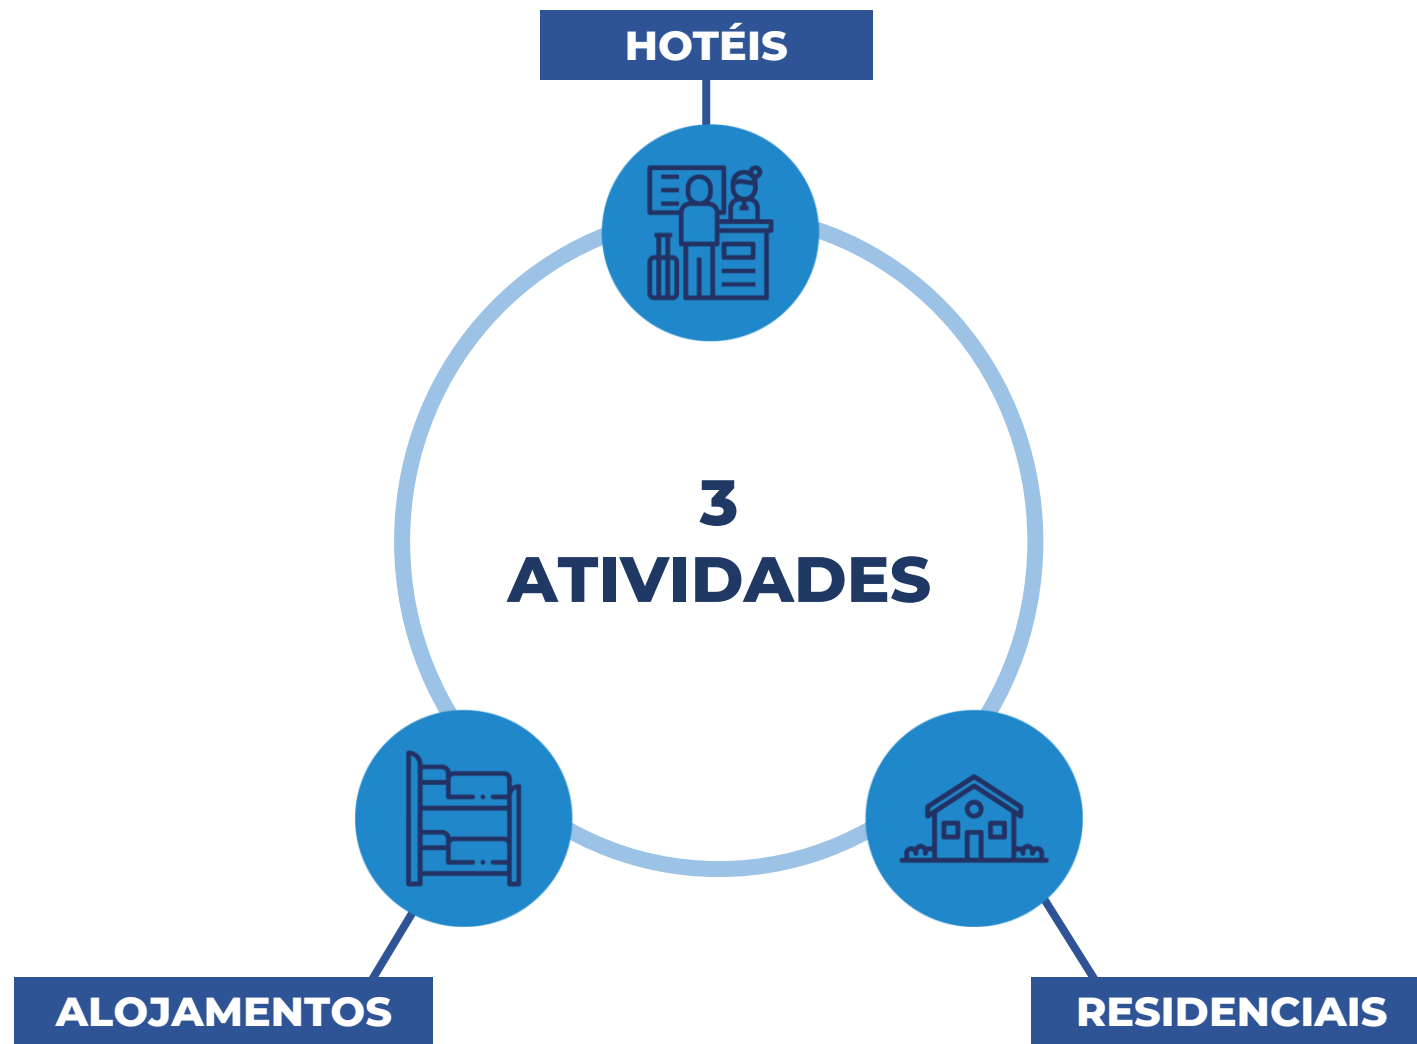 HOTÉIS
3
ATIVIDADES
ALOJAMENTOS
RESIDENCIAIS